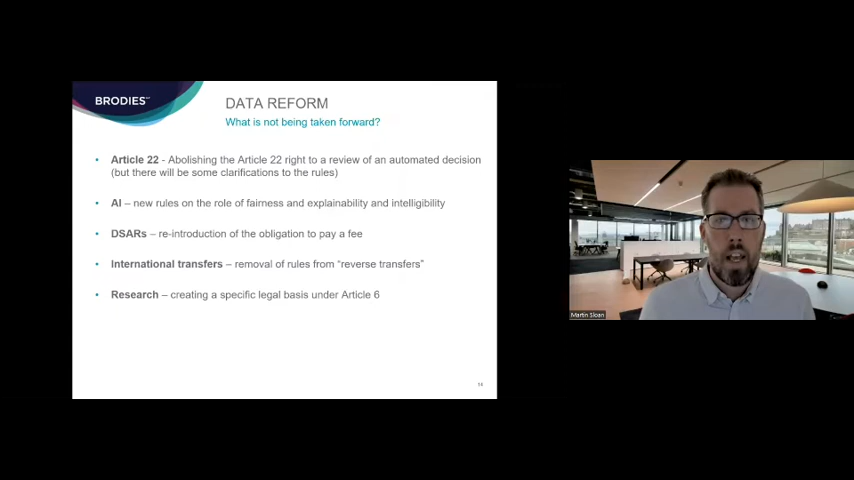 BRODIES LLP
DATA REFORM
What is not being taken forward?
• Article 22 - Abolishing the Article 22 right to a review of an automated decision
(but there will be some clarifications to the rules)
• AI – new rules on the role of fairness and explainability and intelligibility
• DSARs – re-introduction of the obligation to pay a fee
• International transfers – removal of rules from “reverse transfers”
• Research – creating a specific legal basis under Article 6
14
Martin Sloan